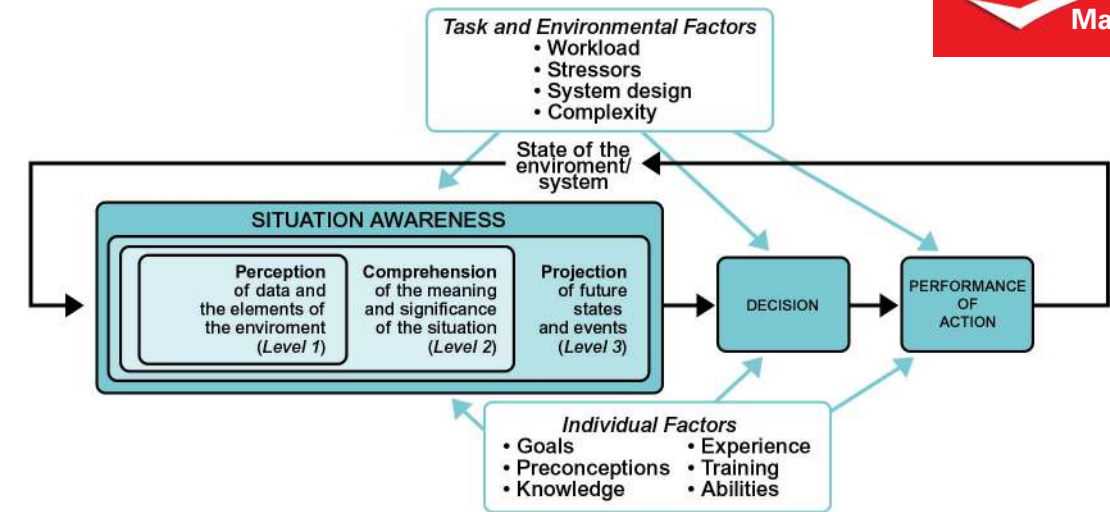 Ma
Task and Environmental Factors
• Workload
• Stressors
• System design
• Complexity
State of the
enviroment/
system
SITUATION AWARENESS
Perception
of data and
the elements of
the enviroment
(Level 1)
Comprehension
of the meaning
and significance
of the situation
(Level 2)
Projection
of future
states
and events
(Level 3)
DECISION
PERFORMANCE
OF
ACTION
Individual Factors
• Goals
• Preconceptions
• Knowledge
• Experience
• Training
• Abilities